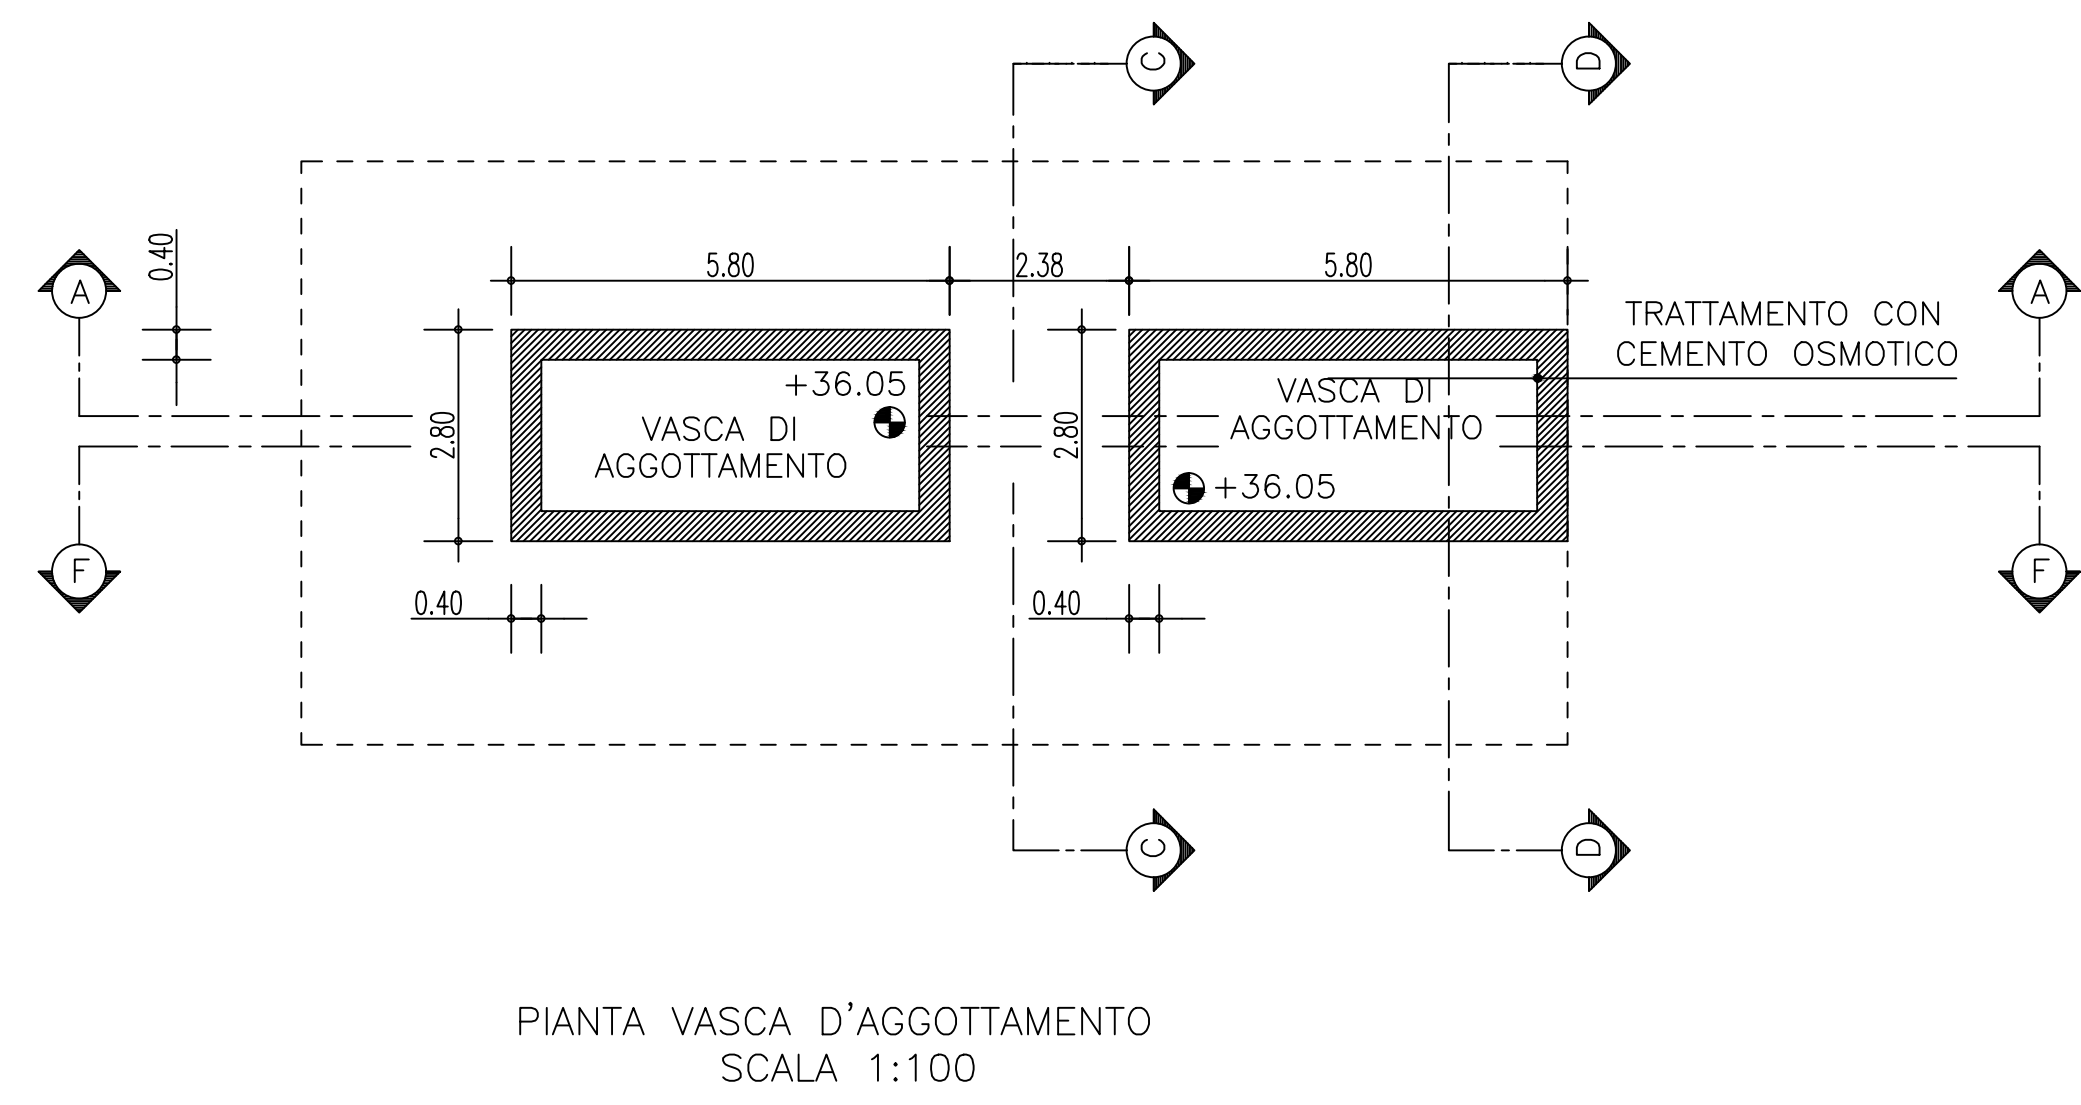 C
D
0.40
5.80
2.38
5.80
A
A
TRATTAMENTO CON
CEMENTO OSMOTICO
+36.05
VASCA DI
AGGOTTAMENTO
2.80
VASCA DI
AGGOTTAMENTO
2.80
+36.05
F
F
0.40
0.40
C
D
PIANTA VASCA D'AGGOTTAMENTO
SCALA 1:100